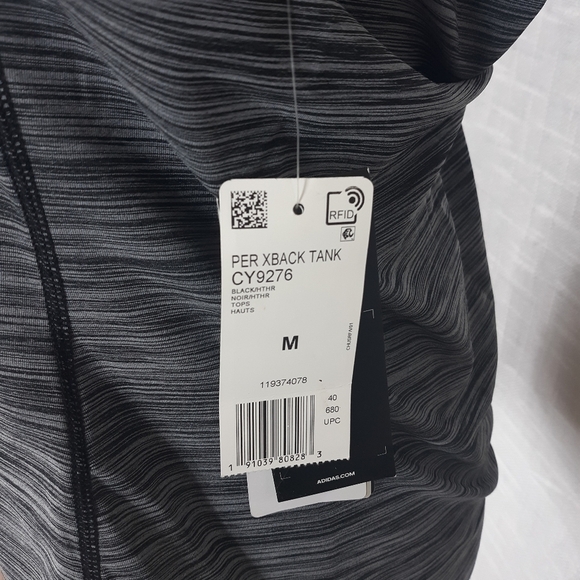 RFID
PER XBACK TANK
CY9276
BLACK/HTHR
NOIR/HTHR
TOPS
HAUTS
M
119374078
40
680
UPC
1 91039 80828 3
ADIDAS.COM